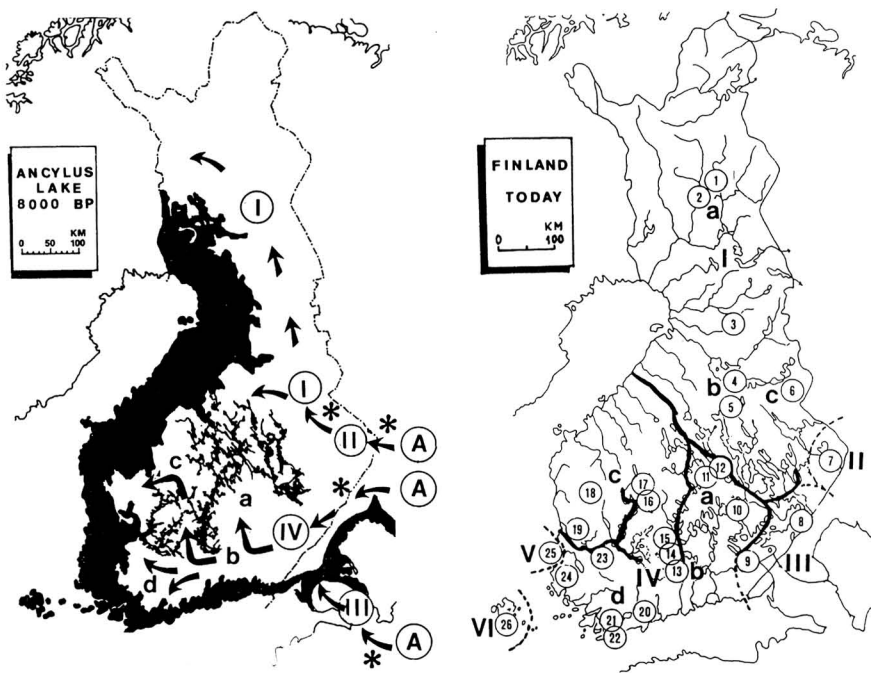 ANCYLUS
LAKE
8000 BP
KM
0 50 100
I
I
II
A
A
c
a
IV
b
d
III
A
FINLAND
TODAY
KM
0 100
1
2
a
I
3
b
4
c
6
5
7
II
12
11
a
c
17
16
18
10
8
19
15
14
9
III
V
25
23
IV
13
b
24
d
20
21
22
VI
26